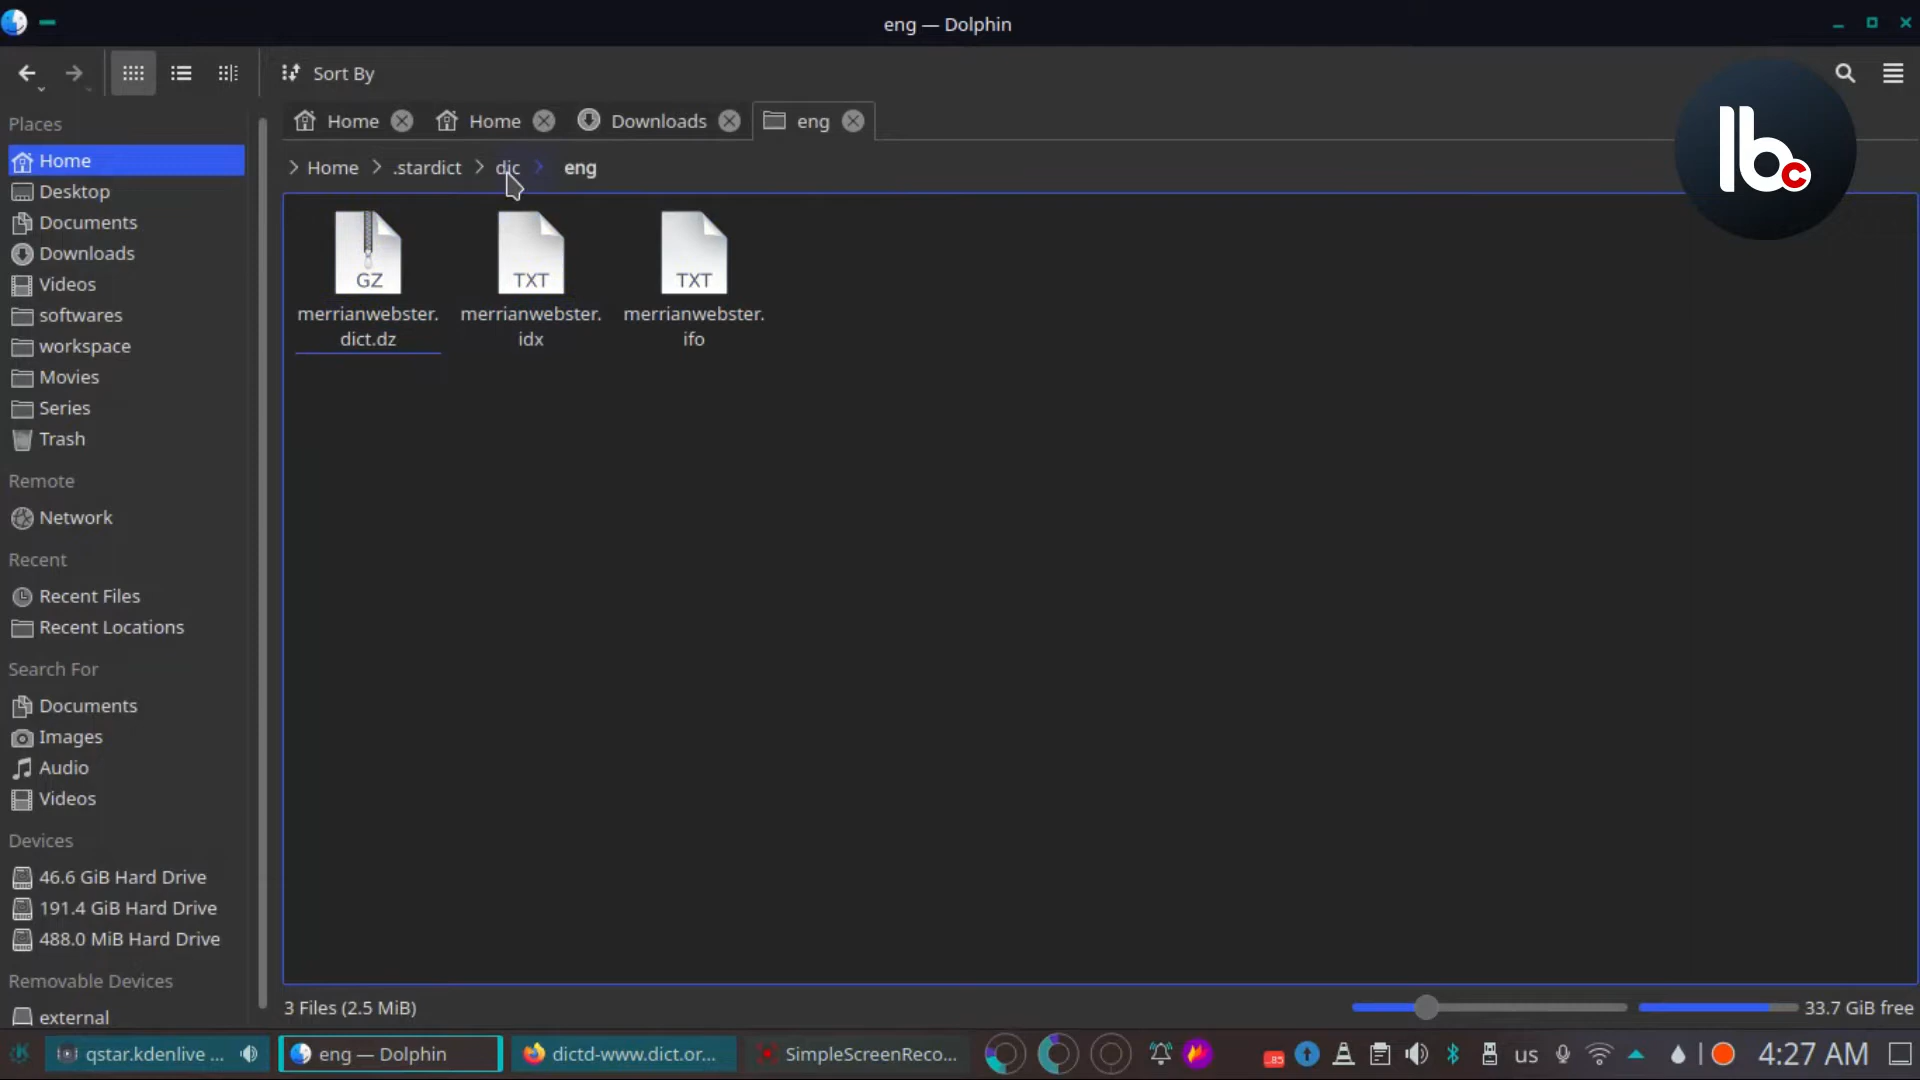 eng — Dolphin
Sort By
Places
Home
Desktop
Documents
Downloads
Videos
softwares
workspace
Movies
Series
Trash
Remote
Network
Recent
Recent Files
Recent Locations
Search For
Documents
Images
Audio
Videos
Devices
46.6 GiB Hard Drive
191.4 GiB Hard Drive
488.0 MiB Hard Drive
Removable Devices
external
Home Home Downloads eng
Home .stardict dic eng
lbc
GZ
merrianwebster.
dict.dz
TXT
merrianwebster.
idx
TXT
merrianwebster.
ifo
3 Files (2.5 MiB)
33.7 GiB free
qstar.kdenlive ...
eng — Dolphin
dictd-www.dict.or...
SimpleScreenReco...
.85
us
4:27 AM